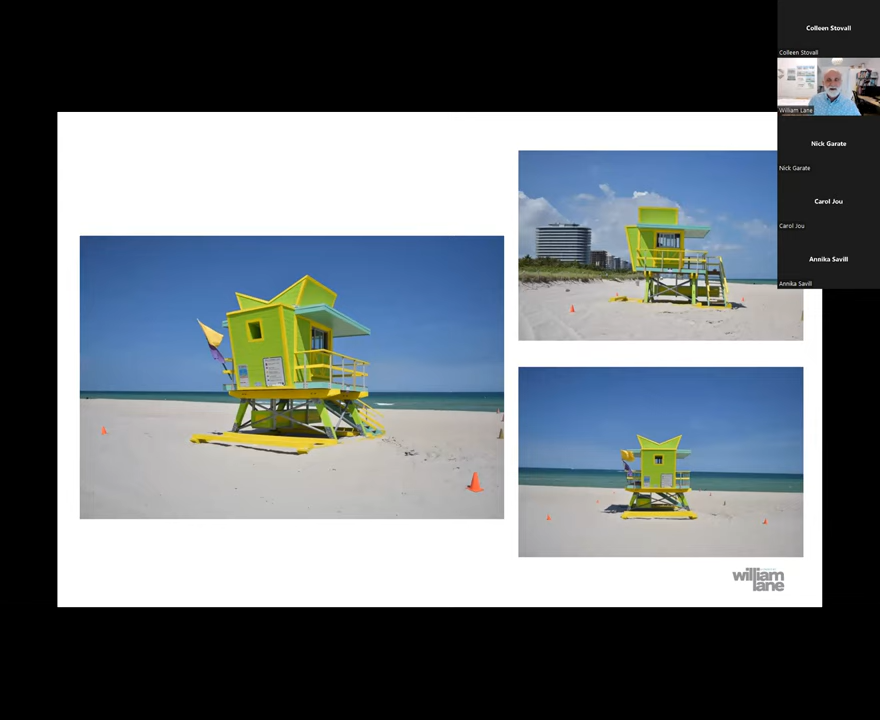 Colleen Stovall
Colleen Stovall
William Lane
Nick Garate
Nick Garate
Carol Jou
Carol Jou
Annika Savill
Annika Savill
william
lane